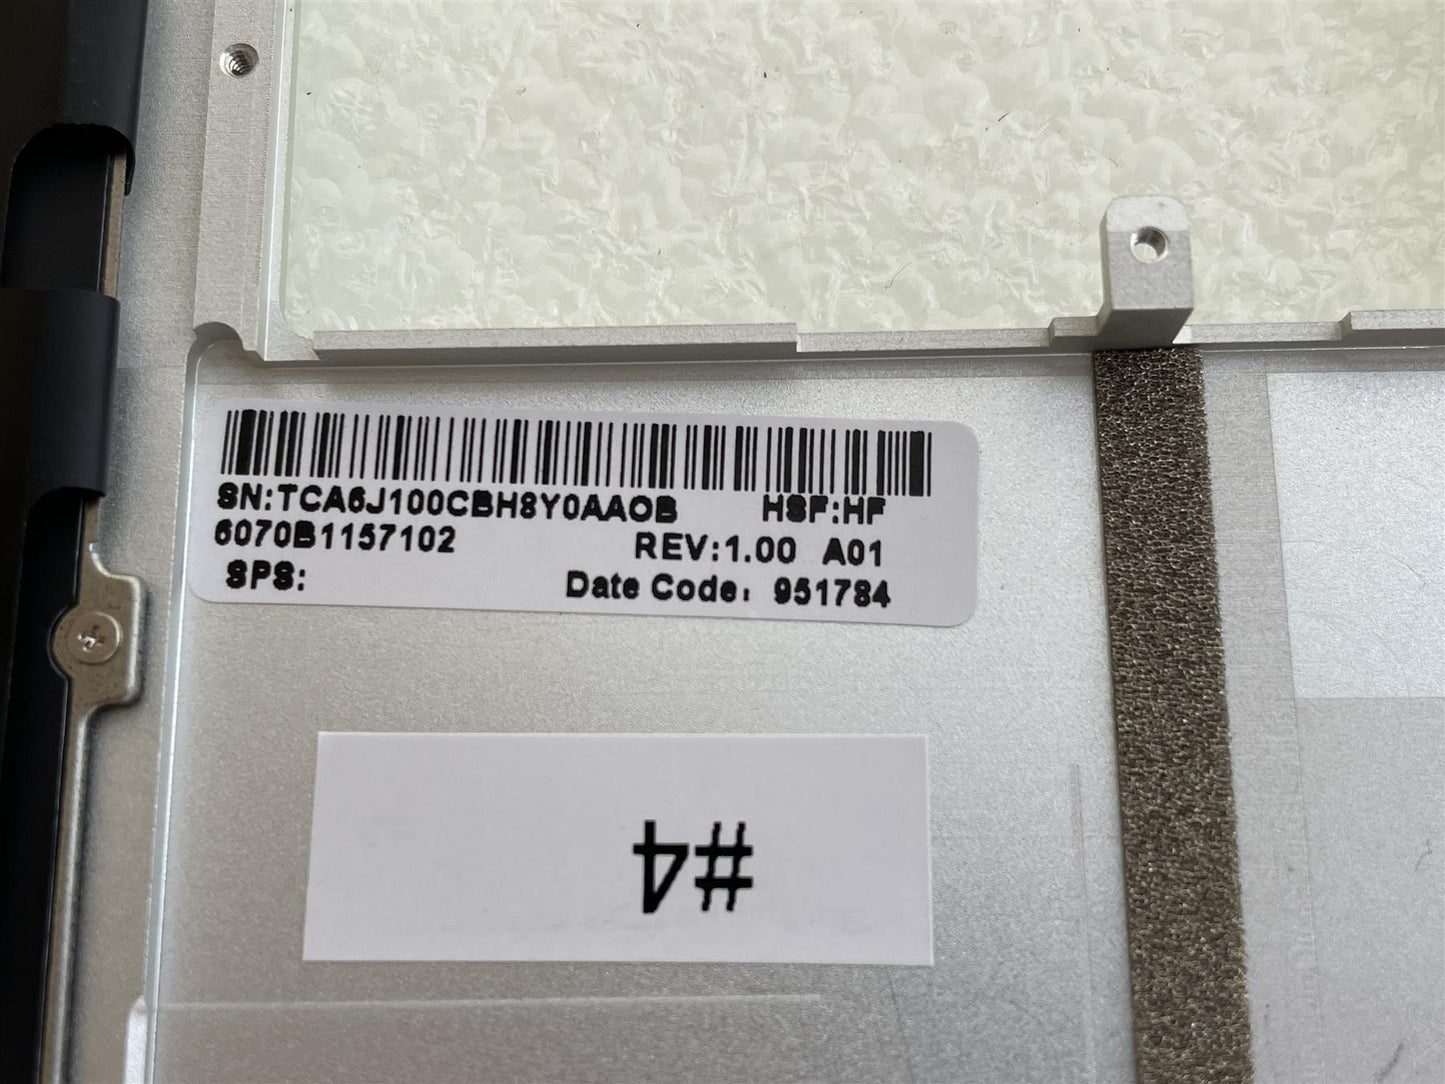 SN:TCA6J100CBH8Y0AAOB HSF:HF
6070B1157102 REV:1.00 A01
SPS: Date Code: 951784
#4